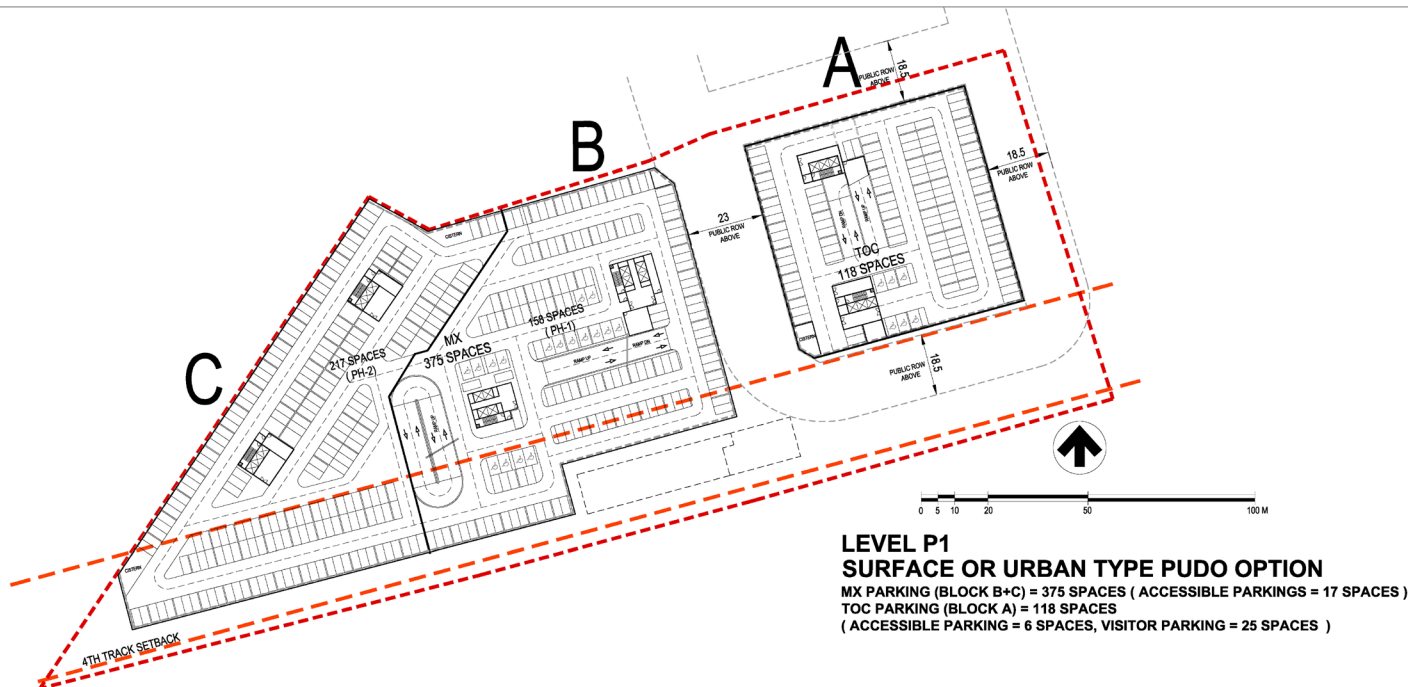 A
B
C
18.5
PUBLIC ROW
ABOVE
18.5
PUBLIC ROW
ABOVE
23
PUBLIC ROW
ABOVE
18.5
PUBLIC ROW
ABOVE
CISTERN
TOC
118 SPACES
CISTERN
158 SPACES
( PH-1)
MX
375 SPACES
RAMP UP
RAMP DN
217 SPACES
( PH-2)
CISTERN
4TH TRACK SETBACK
0 5 10 20 50 100 M
LEVEL P1
SURFACE OR URBAN TYPE PUDO OPTION
MX PARKING (BLOCK B+C) = 375 SPACES ( ACCESSIBLE PARKINGS = 17 SPACES )
TOC PARKING (BLOCK A) = 118 SPACES
( ACCESSIBLE PARKING = 6 SPACES, VISITOR PARKING = 25 SPACES )